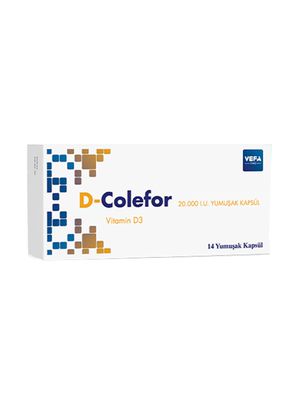 VEFA
D-Colefor 20.000 I.U. YUMUŞAK KAPSÜL
Vitamin D3
14 Yumuşak Kapsül